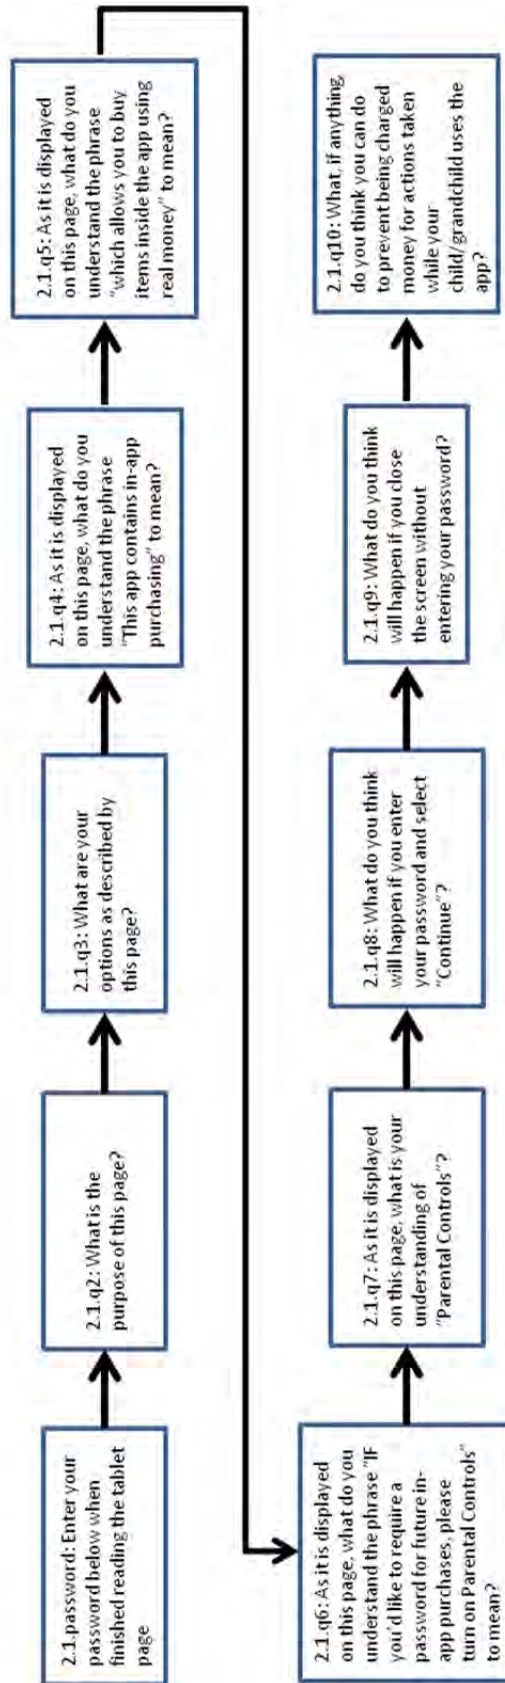 2.1.password: Enter your
password below when
finished reading the tablet
page
2.1.q2: What is the
purpose of this page?
2.1.q3: What are your
options as described by
this page?
2.1.q4: As it is displayed
on this page, what do you
understand the phrase
"This app contains in-app
purchasing" to mean?
2.1.q5: As it is displayed
on this page, what do you
understand the phrase
"which allows you to buy
items inside the app using
real money" to mean?
2.1.q6: As it is displayed
on this page, what do you
understand the phrase "IF
you'd like to require a
password for future in-
app purchases, please
turn on Parental Controls"
to mean?
2.1.q7: As it is displayed
on this page, what is your
understanding of
"Parental Controls"?
2.1.q8: What do you think
will happen if you enter
your password and select
"Continue"?
2.1.q9: What do you think
will happen if you close
the screen without
entering your password?
2.1.q10: What, if anything,
do you think you can do
to prevent being charged
money for actions taken
while your
child/grandchild uses the
app?